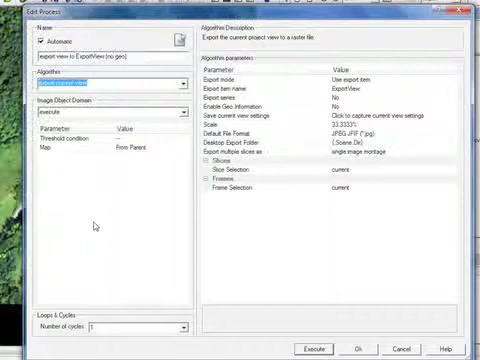 Edit Process
Name
Automatic
export view to ExportView (no geo)
Algorithm
export current view
Image Object Domain
execute
Parameter Value
Threshold condition ---
Map From Parent
Loops & Cycles
Number of cycles 1
Algorithm Description
Export the current project view to a raster file.
Algorithm parameters
Parameter Value
Export mode Use export item
Export item name ExportView
Export series No
Enable Geo Information No
Save current view settings Click to capture current view settings
Scale 33.3333%
Default File Format JPEG JFIF (*.jpg)
Desktop Export Folder {:Scene.Dir}
Export multiple slices as single image montage
Slices
Slice Selection current
Frames
Frame Selection current
Execute Ok Cancel Help